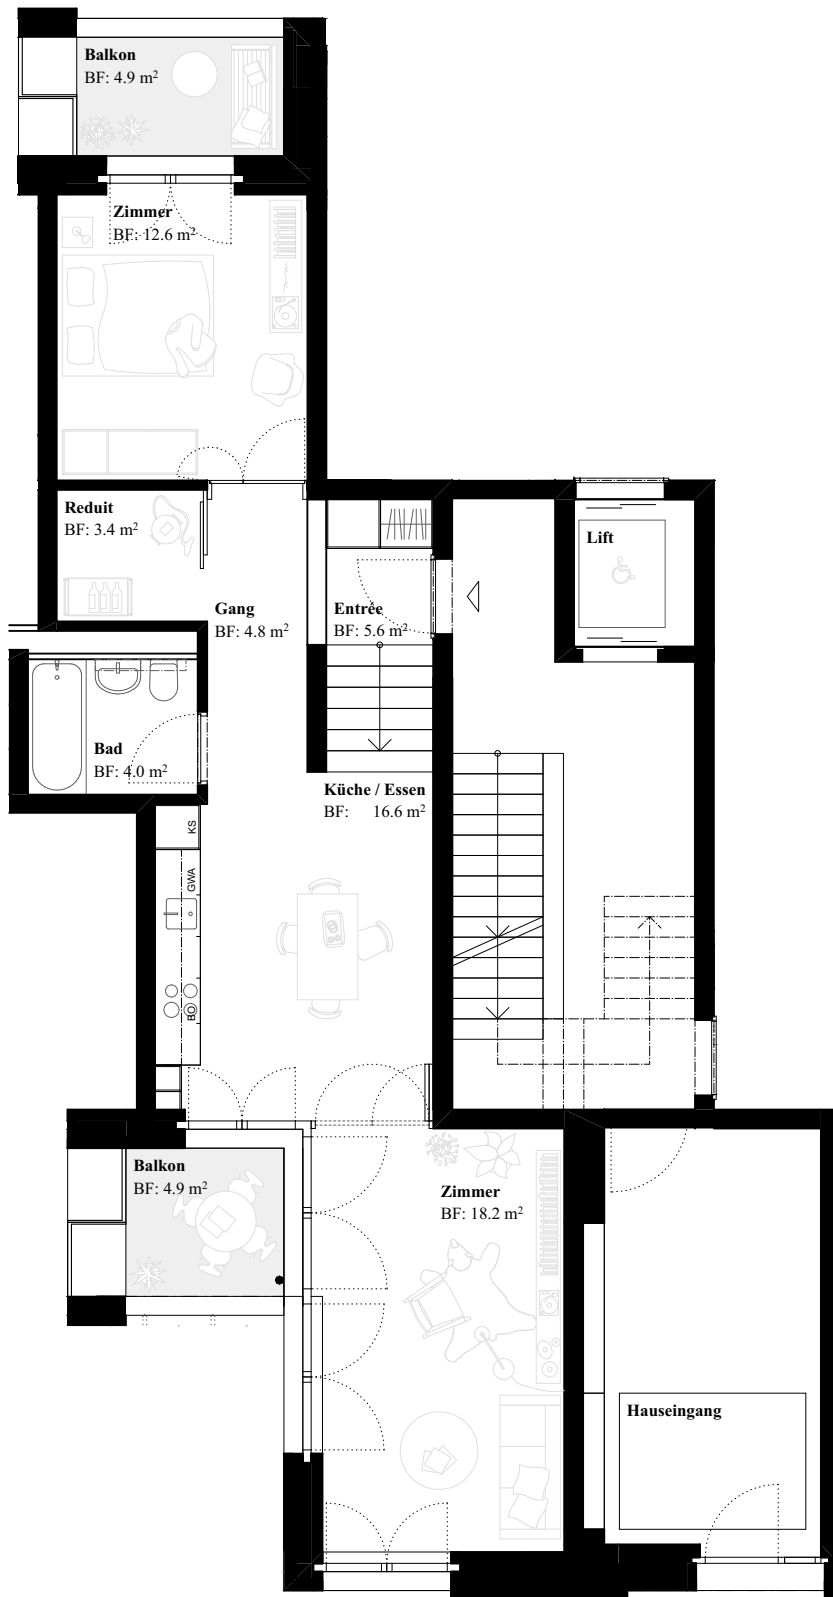 Balkon
BF: 4.9 m²
Zimmer
BF: 12.6 m²
Reduit
BF: 3.4 m²
Lift
Gang
BF: 4.8 m²
Entrée
BF: 5.6 m²
Bad
BF: 4.0 m²
Küche / Essen
BF: 16.6 m²
KS
GWA
BO
Balkon
BF: 4.9 m²
Zimmer
BF: 18.2 m²
Hauseingang